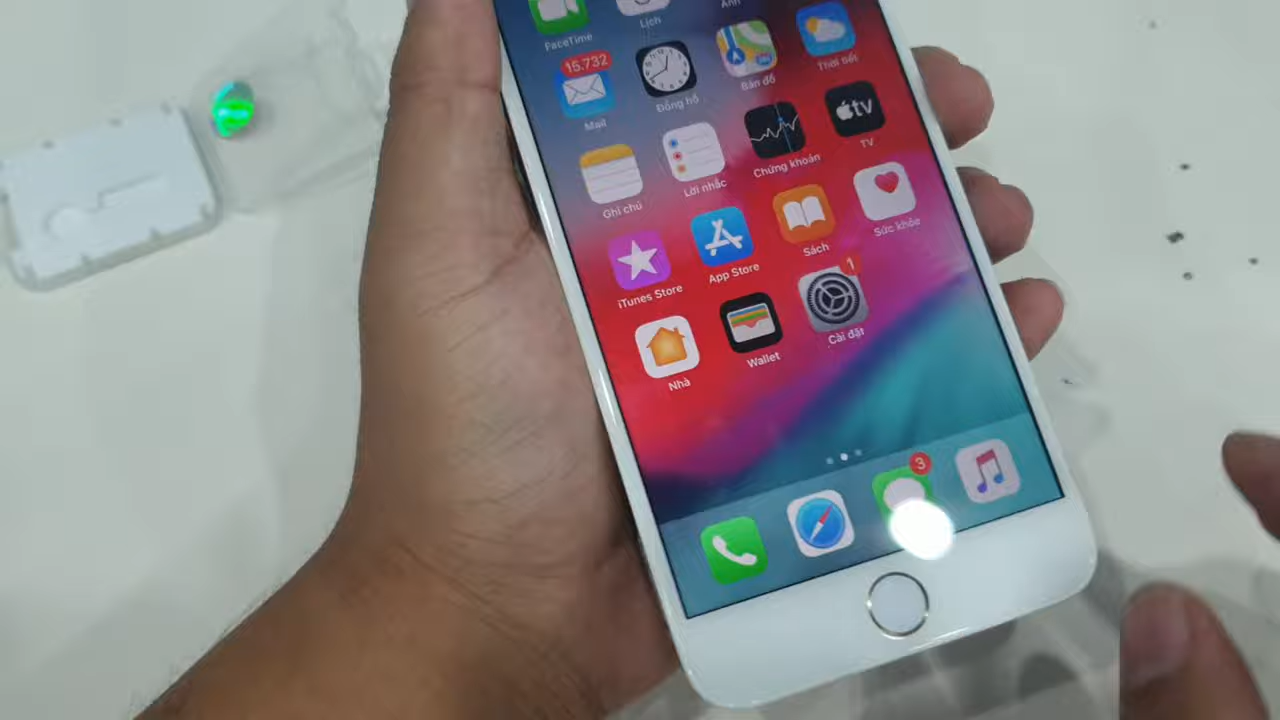 FaceTime
Lịch
Ảnh
15.732
Mail
Đồng hồ
Bản đồ
Thời tiết
Ghi chú
Lời nhắc
Chứng khoán
tv
TV
iTunes Store
App Store
Sách
Sức khỏe
1
Nhà
Wallet
Cài đặt
3